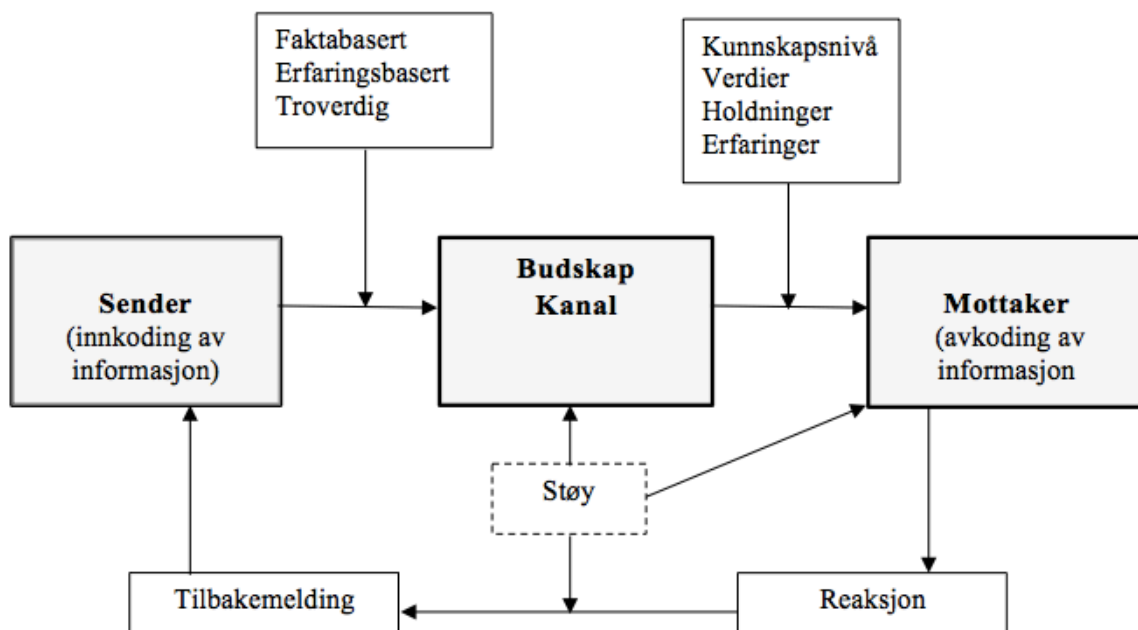 Faktabasert
Erfaringsbasert
Troverdig
Kunnskapsnivå
Verdier
Holdninger
Erfaringer
Sender
(innkoding av
informasjon)
Budskap
Kanal
Mottaker
(avkoding av
informasjon
Støy
Tilbakemelding
Reaksjon